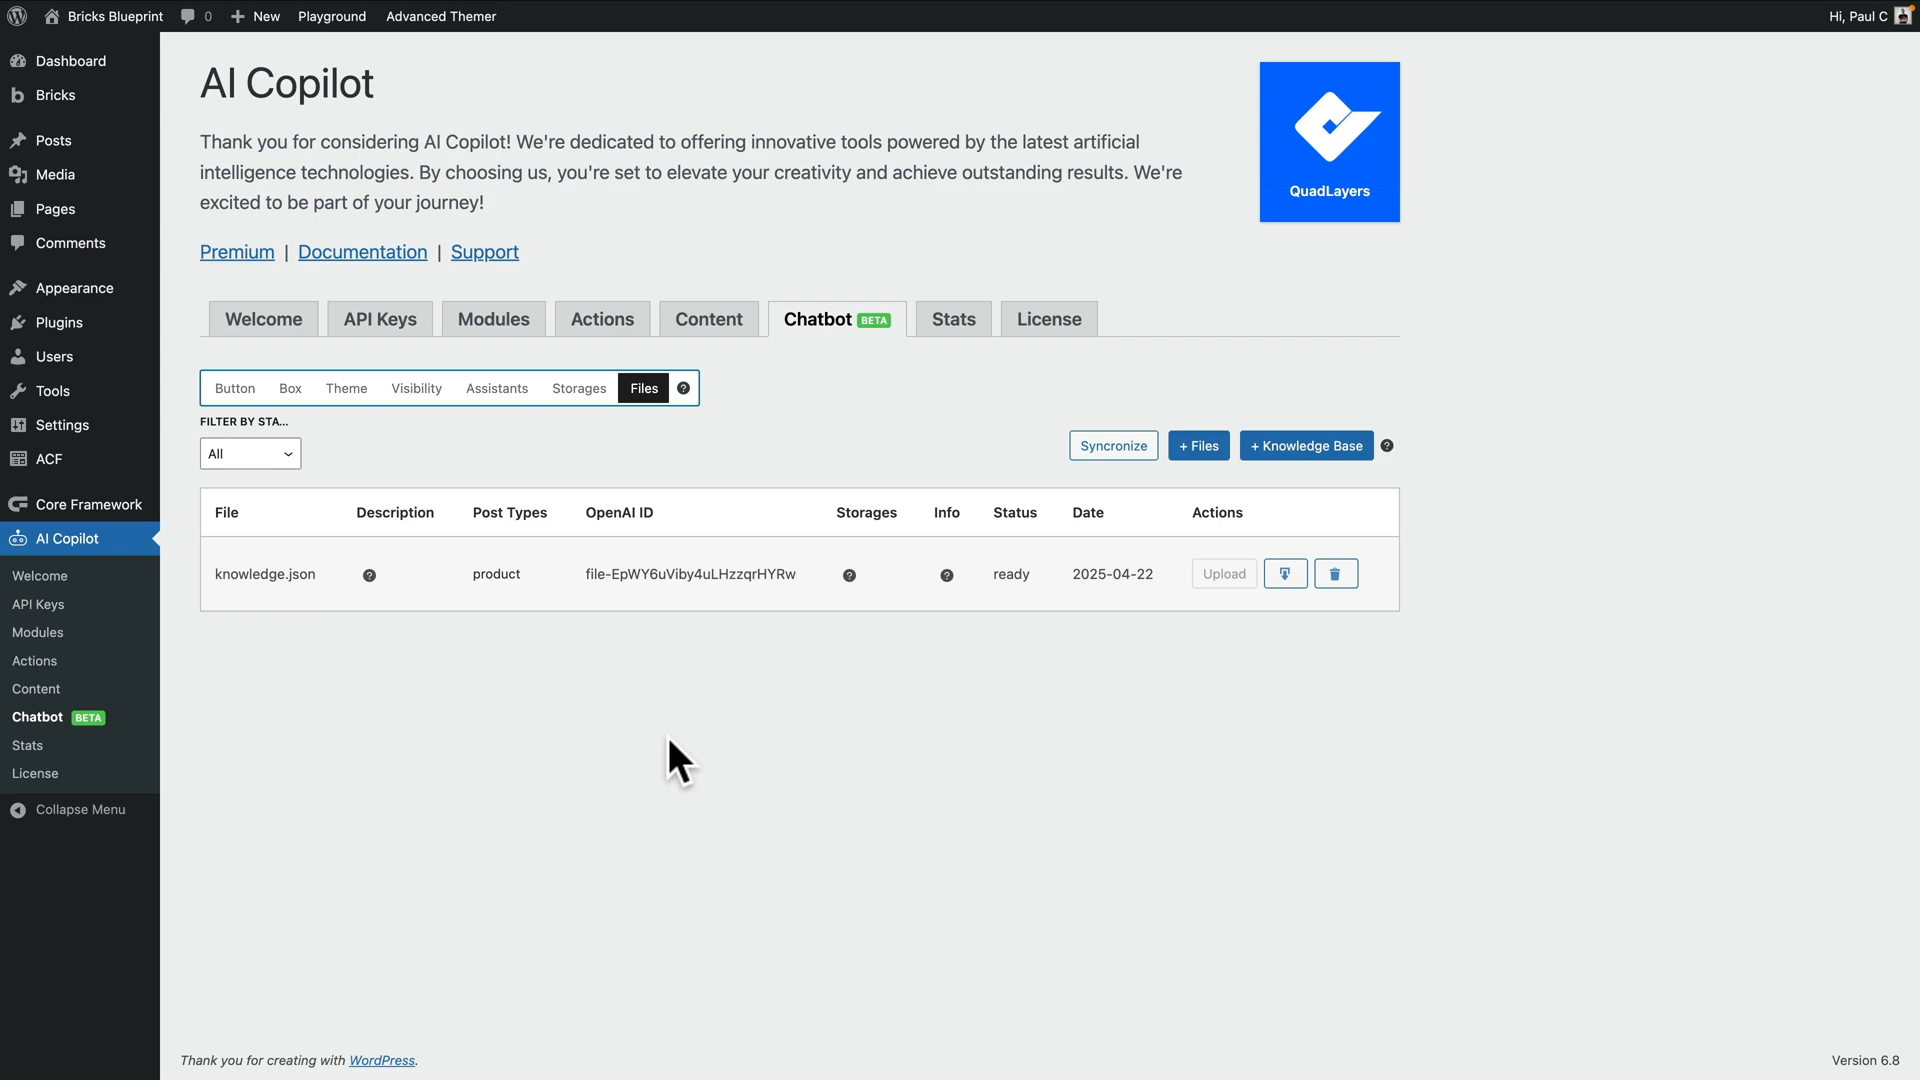 Bricks Blueprint 0 New Playground Advanced Themer Hi, Paul C
Dashboard
Bricks
Posts
Media
Pages
Comments
Appearance
Plugins
Users
Tools
Settings
ACF
Core Framework
AI Copilot
Welcome
API Keys
Modules
Actions
Content
Chatbot BETA
Stats
License
Collapse Menu
AI Copilot
Thank you for considering AI Copilot! We're dedicated to offering innovative tools powered by the latest artificial
intelligence technologies. By choosing us, you're set to elevate your creativity and achieve outstanding results. We're
excited to be part of your journey!
Premium | Documentation | Support
QuadLayers
Welcome API Keys Modules Actions Content Chatbot BETA Stats License
Button Box Theme Visibility Assistants Storages Files ?
FILTER BY STA...
All
Syncronize + Files + Knowledge Base ?
File Description Post Types OpenAI ID Storages Info Status Date Actions
knowledge.json ? product file-EpWY6uViby4uLHzzqrHYRw ? ? ready 2025-04-22 Upload
Thank you for creating with WordPress.
Version 6.8